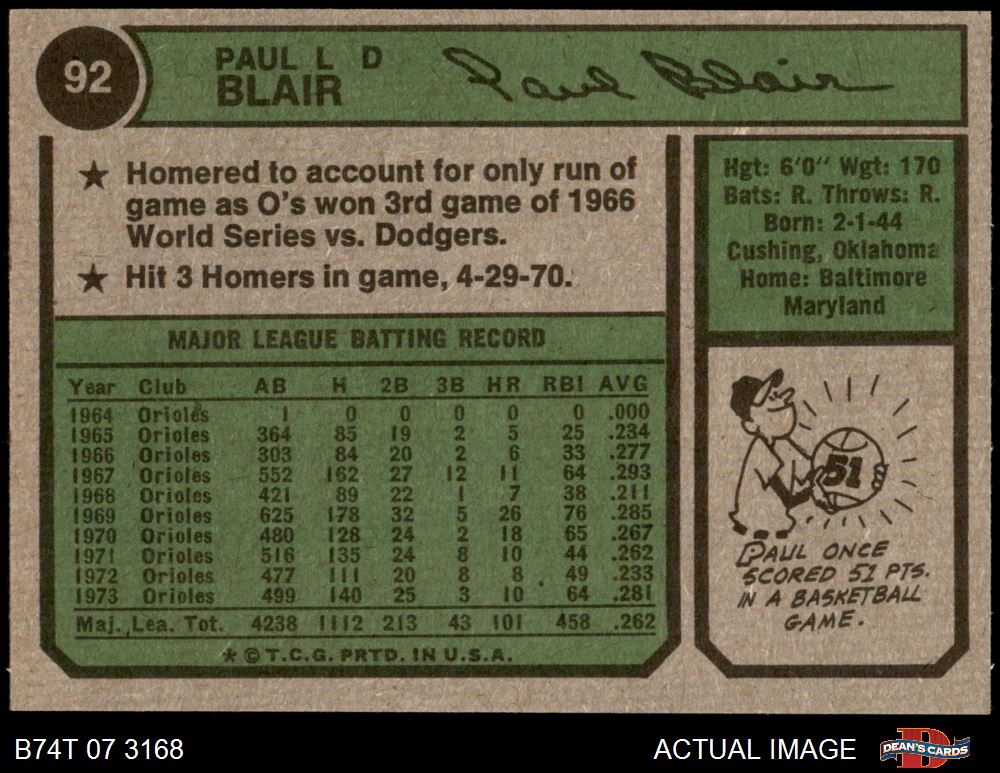 92
PAUL L D
BLAIR
Paul Blair
★ Homered to account for only run of
game as O's won 3rd game of 1966
World Series vs. Dodgers.
★ Hit 3 Homers in game, 4-29-70.
MAJOR LEAGUE BATTING RECORD
Year Club AB H 2B 3B HR RBI AVG
1964 Orioles 1 0 0 0 0 0 .000
1965 Orioles 364 85 19 2 5 25 .234
1966 Orioles 303 84 20 2 6 33 .277
1967 Orioles 552 162 27 12 11 64 .293
1968 Orioles 421 89 22 1 7 38 .211
1969 Orioles 625 178 32 5 26 76 .285
1970 Orioles 480 128 24 2 18 65 .267
1971 Orioles 516 135 24 8 10 44 .262
1972 Orioles 477 111 20 8 8 49 .233
1973 Orioles 499 140 25 3 10 64 .281
Maj. Lea. Tot. 4238 1112 213 43 101 458 .262
★ © T.C.G. PRTD. IN U.S.A.
Hgt: 6'0" Wgt: 170
Bats: R. Throws: R.
Born: 2-1-44
Cushing, Oklahoma
Home: Baltimore
Maryland
51
PAUL ONCE
SCORED 51 PTS.
IN A BASKETBALL
GAME.
B74T 07 3168
ACTUAL IMAGE
DEAN'S CARDS